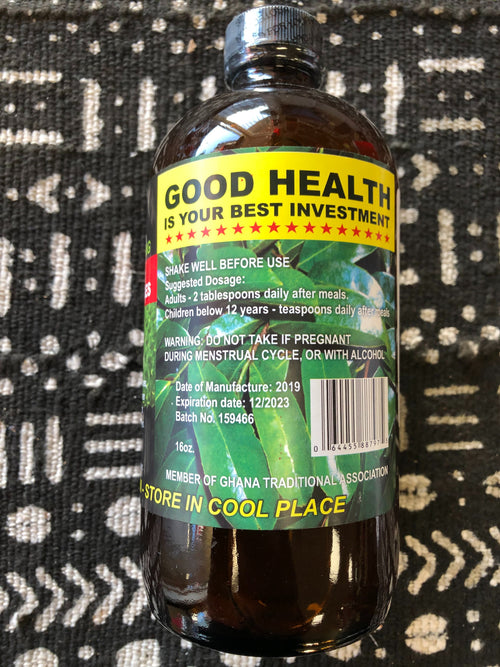 GOOD HEALTH
IS YOUR BEST INVESTMENT
SHAKE WELL BEFORE USE
Suggested Dosage:
Adults - 2 tablespoons daily after meals.
Children below 12 years - teaspoons daily after meals
WARNING: DO NOT TAKE IF PREGNANT
DURING MENSTRUAL CYCLE, OR WITH ALCOHOL
Date of Manufacture: 2019
Expiration date: 12/2023
Batch No. 159466
16oz.
0 64455 88797
MEMBER OF GHANA TRADITIONAL ASSOCIATION
-STORE IN COOL PLACE